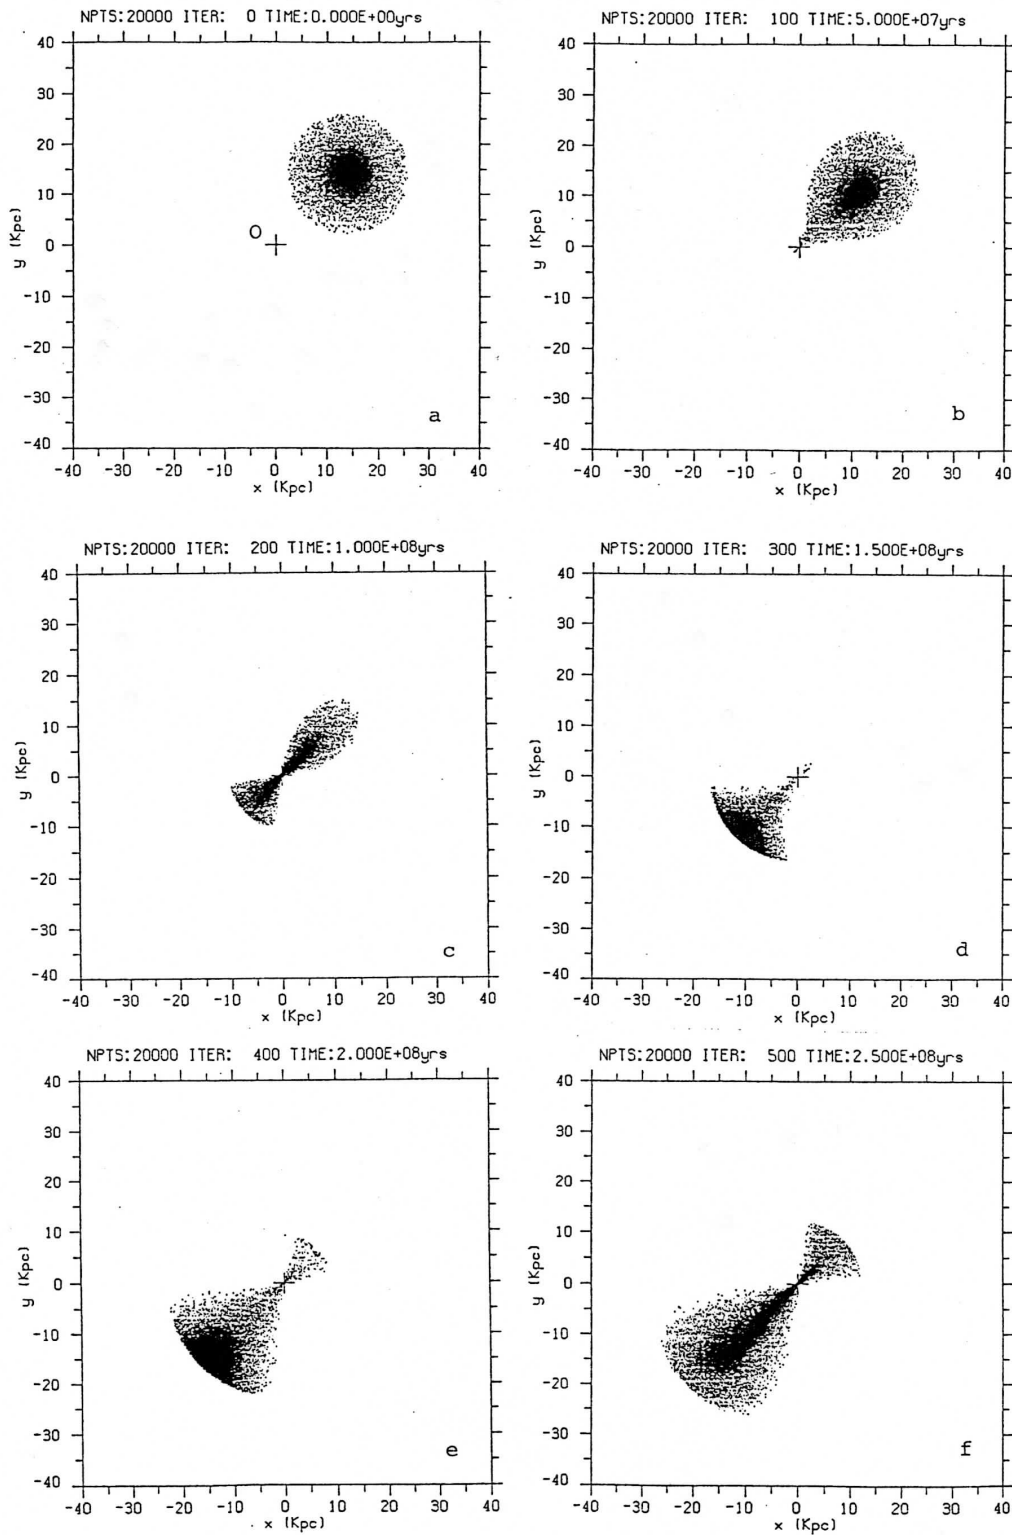 NPTS:20000 ITER: 0 TIME:0.000E+00yrs
40
30
20
10
0
-10
-20
-30
-40
y (Kpc)
O
a
-40 -30 -20 -10 0 10 20 30 40
x (Kpc)
NPTS:20000 ITER: 100 TIME:5.000E+07yrs
40
30
20
10
0
-10
-20
-30
-40
y (Kpc)
b
-40 -30 -20 -10 0 10 20 30 40
x (Kpc)
NPTS:20000 ITER: 200 TIME:1.000E+08yrs
40
30
20
10
0
-10
-20
-30
-40
y (Kpc)
c
-40 -30 -20 -10 0 10 20 30 40
x (Kpc)
NPTS:20000 ITER: 300 TIME:1.500E+08yrs
40
30
20
10
0
-10
-20
-30
-40
y (Kpc)
d
-40 -30 -20 -10 0 10 20 30 40
x (Kpc)
NPTS:20000 ITER: 400 TIME:2.000E+08yrs
40
30
20
10
0
-10
-20
-30
-40
y (Kpc)
e
-40 -30 -20 -10 0 10 20 30 40
x (Kpc)
NPTS:20000 ITER: 500 TIME:2.500E+08yrs
40
30
20
10
0
-10
-20
-30
-40
y (Kpc)
f
-40 -30 -20 -10 0 10 20 30 40
x (Kpc)